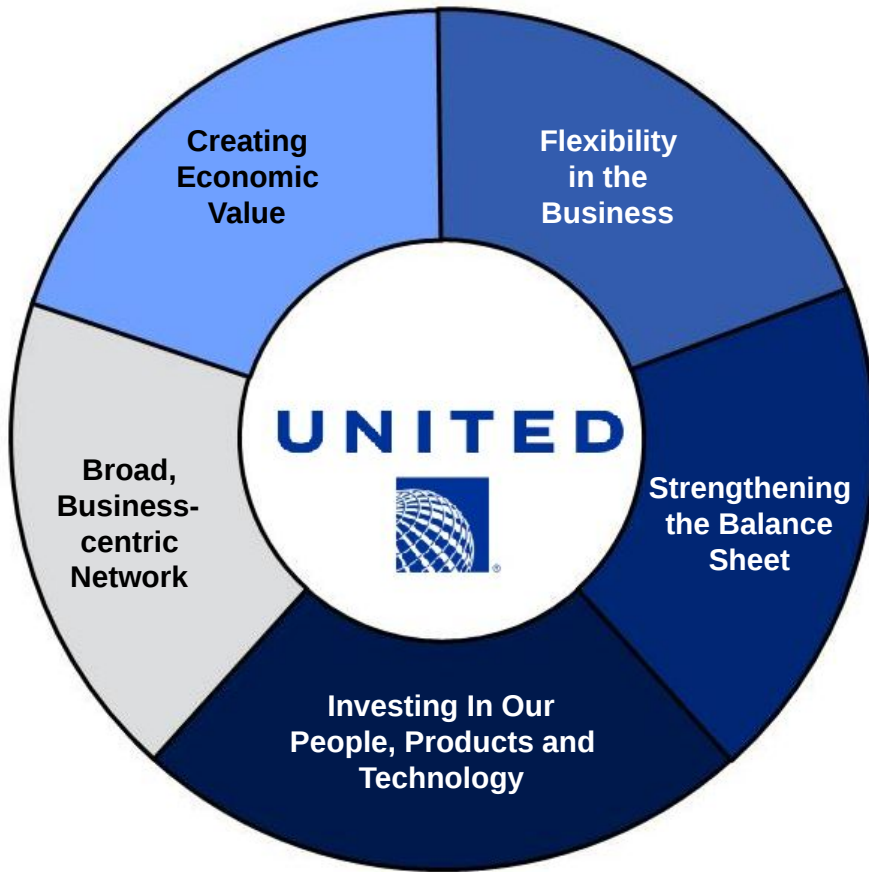 Creating
Economic
Value
Flexibility
in the
Business
Broad,
Business-
centric
Network
UNITED
®
Strengthening
the Balance
Sheet
Investing In Our
People, Products and
Technology